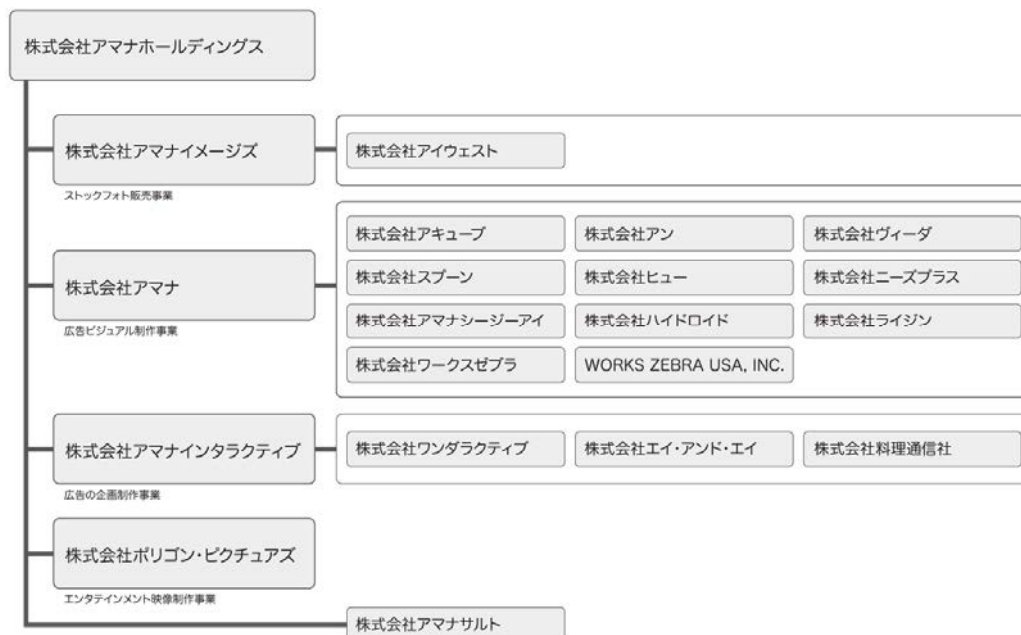 株式会社アマナホールディングス
株式会社アマナイメージズ
ストックフォト販売事業
株式会社アイウェスト
株式会社アマナ
広告ビジュアル制作事業
株式会社アキューブ
株式会社アン
株式会社ヴィーダ
株式会社スプーン
株式会社ヒュー
株式会社ニーズプラス
株式会社アマナシージーアイ
株式会社ハイドロイド
株式会社ライジン
株式会社ワークスゼブラ
WORKS ZEBRA USA, INC.
株式会社アマナインタラクティブ
広告の企画制作事業
株式会社ワンダラクティブ
株式会社エイ・アンド・エイ
株式会社料理通信社
株式会社ポリゴン・ピクチュアズ
エンタテインメント映像制作事業
株式会社アマナサルト